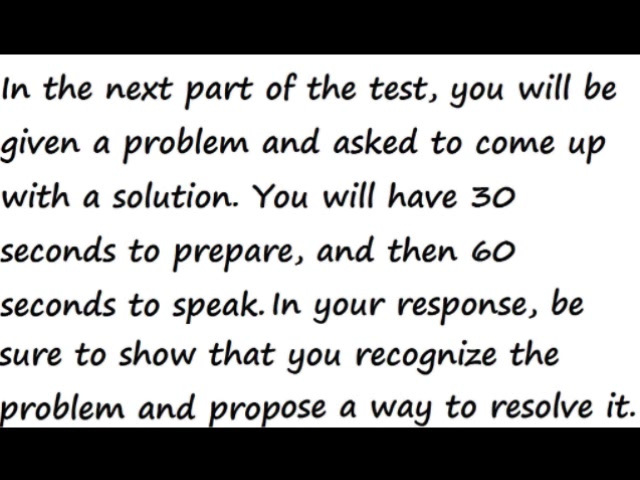 In the next part of the test, you will be
given a problem and asked to come up
with a solution. You will have 30
seconds to prepare, and then 60
seconds to speak. In your response, be
sure to show that you recognize the
problem and propose a way to resolve it.